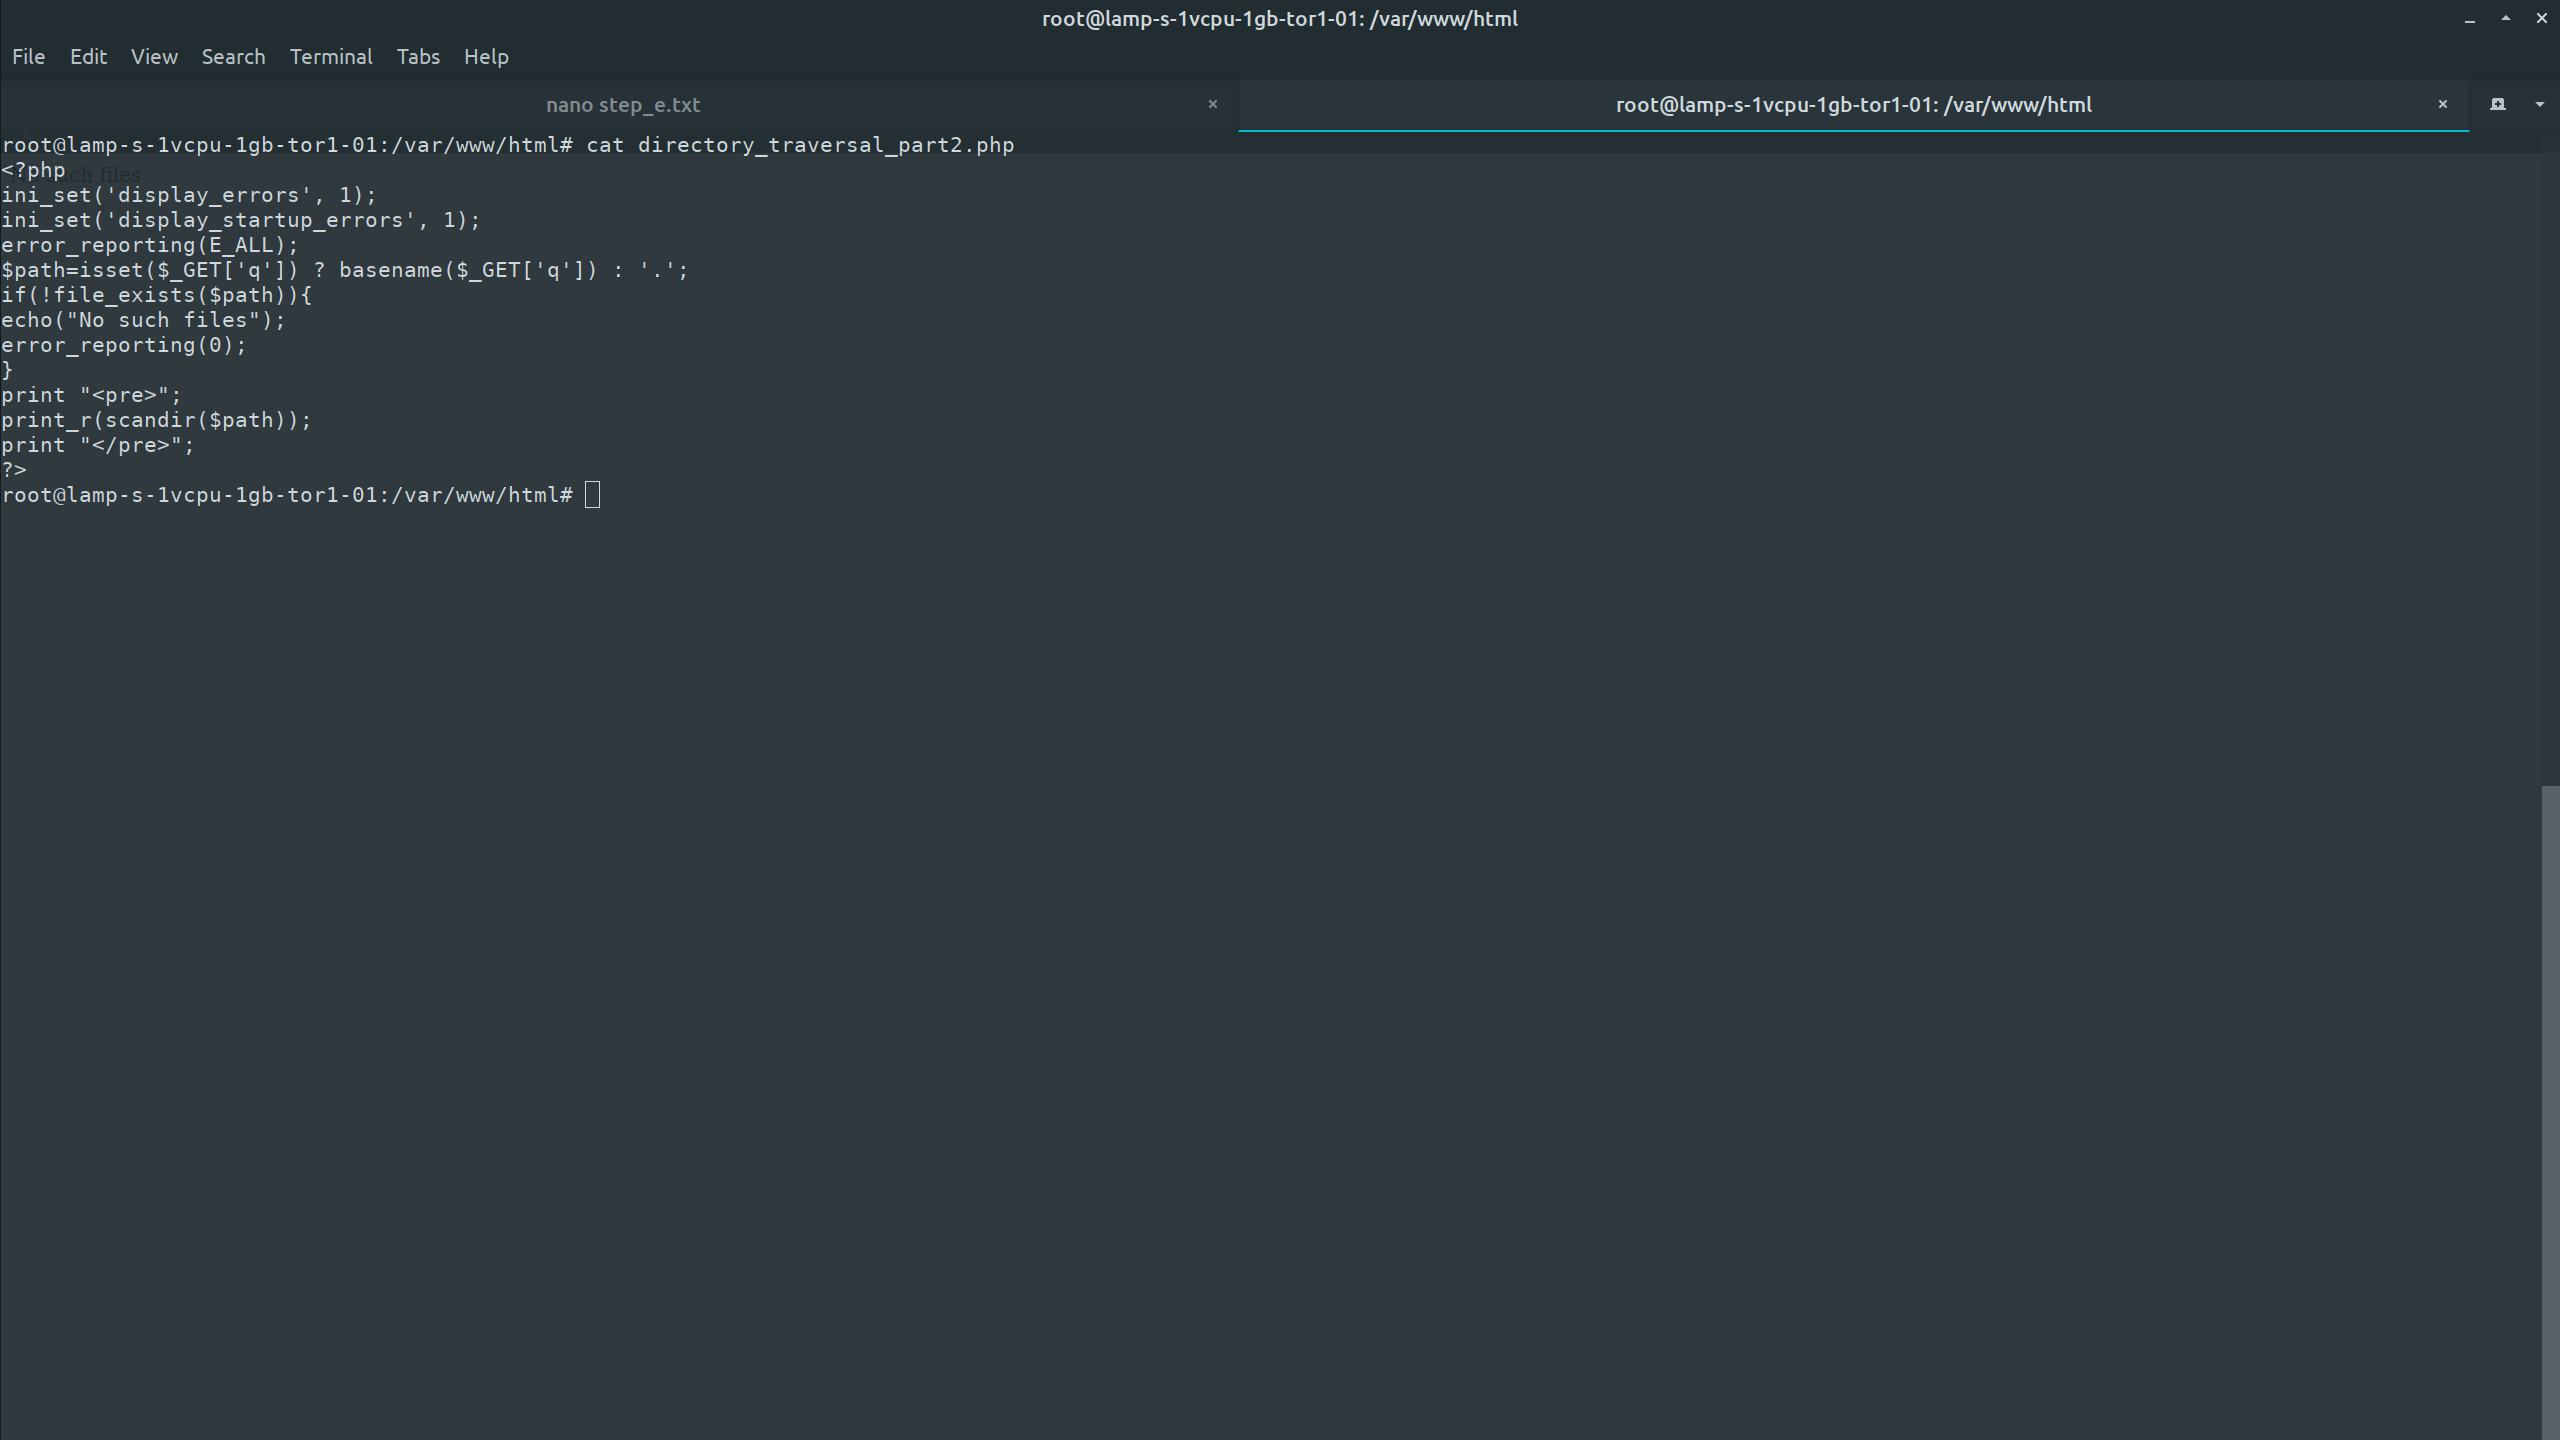 root@lamp-s-1vcpu-1gb-tor1-01: /var/www/html
File Edit View Search Terminal Tabs Help
nano step_e.txt × root@lamp-s-1vcpu-1gb-tor1-01: /var/www/html ×
root@lamp-s-1vcpu-1gb-tor1-01:/var/www/html# cat directory_traversal_part2.php
<?php
ini_set('display_errors', 1);
ini_set('display_startup_errors', 1);
error_reporting(E_ALL);
$path=isset($_GET['q']) ? basename($_GET['q']) : '.';
if(!file_exists($path)){
echo("No such files");
error_reporting(0);
}
print "<pre>";
print_r(scandir($path));
print "</pre>";
?>
root@lamp-s-1vcpu-1gb-tor1-01:/var/www/html#